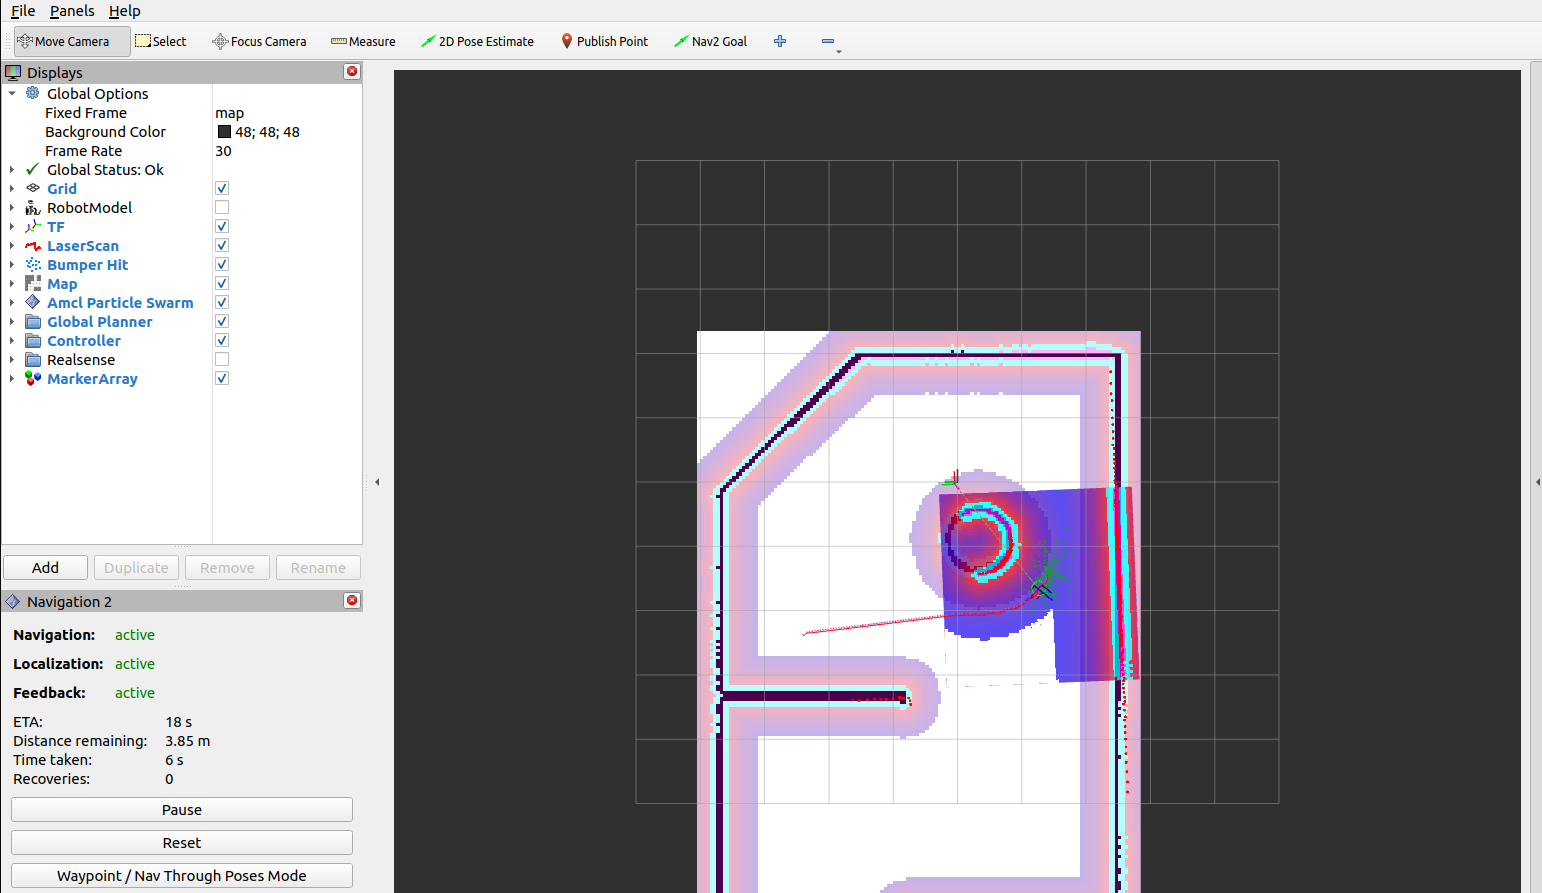 File Panels Help
Move Camera Select Focus Camera Measure 2D Pose Estimate Publish Point Nav2 Goal
Displays
Global Options
Fixed Frame map
Background Color 48; 48; 48
Frame Rate 30
Global Status: Ok
Grid
RobotModel
TF
LaserScan
Bumper Hit
Map
Amcl Particle Swarm
Global Planner
Controller
Realsense
MarkerArray
Add Duplicate Remove Rename
Navigation 2
Navigation: active
Localization: active
Feedback: active
ETA: 18 s
Distance remaining: 3.85 m
Time taken: 6 s
Recoveries: 0
Pause
Reset
Waypoint / Nav Through Poses Mode